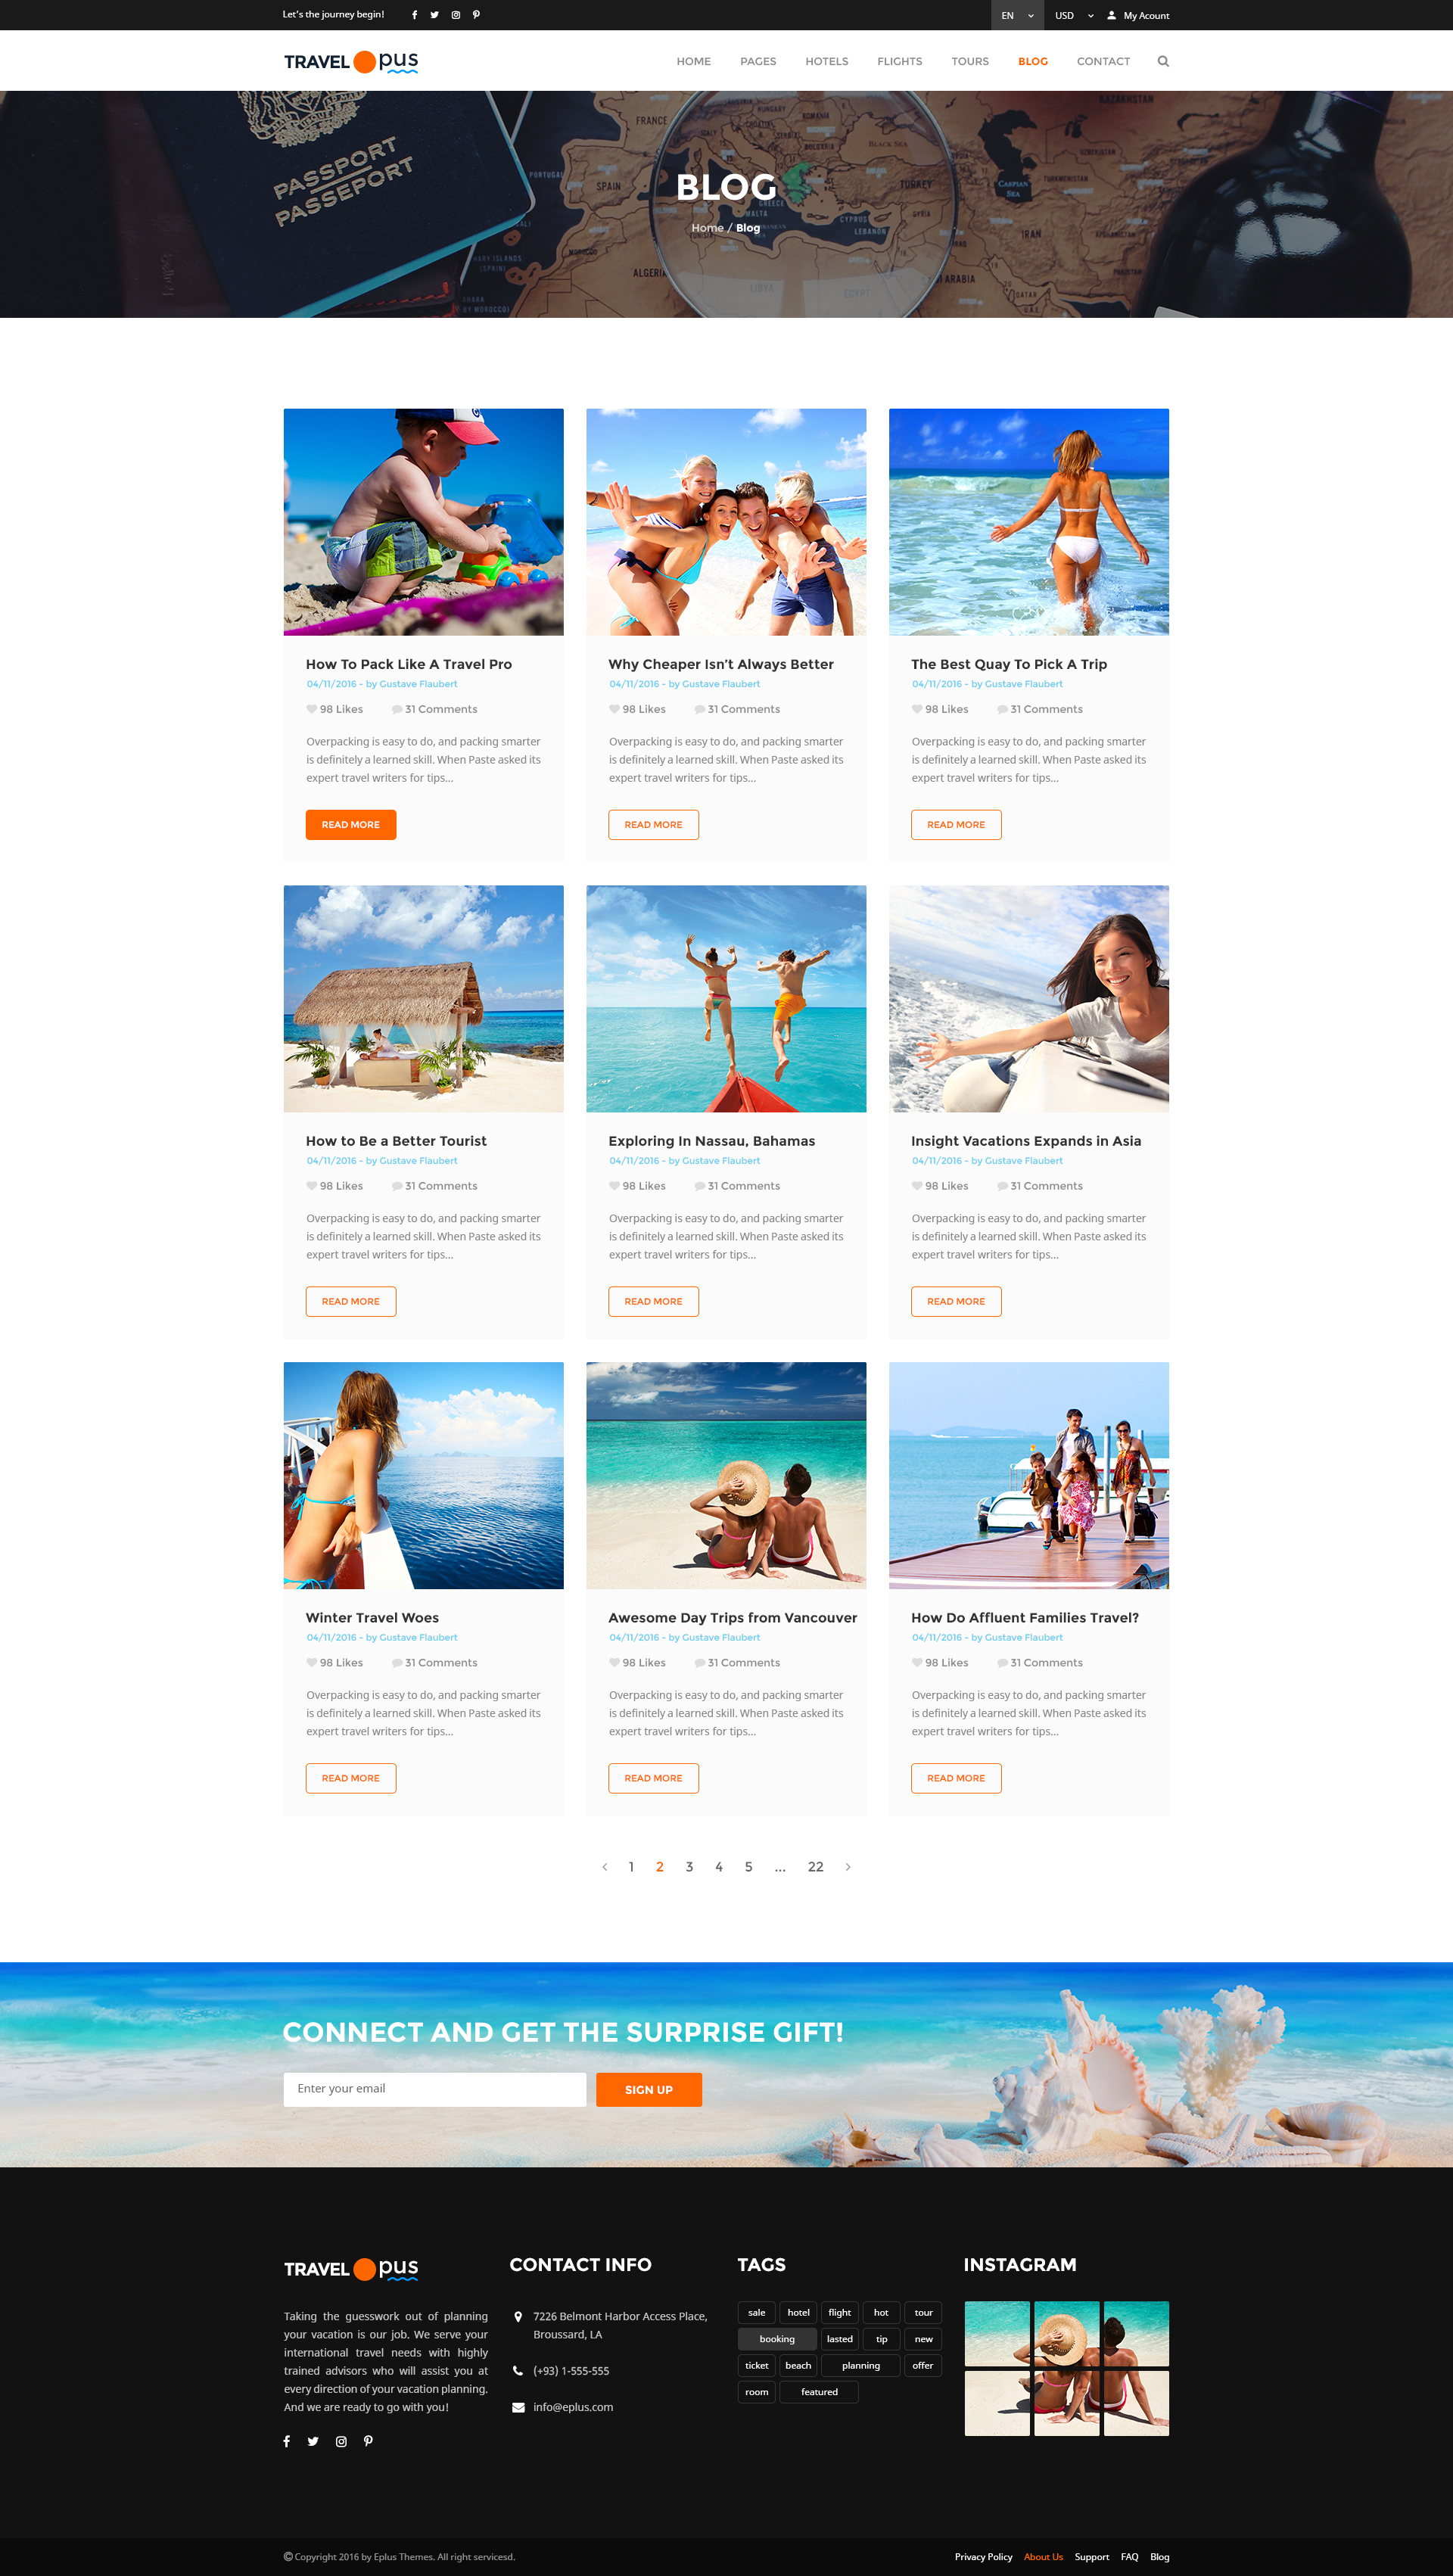 Let's the journey begin!
EN
USD
My Acount
TRAVEL Opus
HOME
PAGES
HOTELS
FLIGHTS
TOURS
BLOG
CONTACT
PASSPORT
PASSEPORT
FRANCE
SPAIN
ALGERIA
LIBYA
EGYPT
GREECE
MALTA
CYPRUS
LEBANON
TURKEY
BLACK SEA
CASPIAN SEA
IRAN
IRAQ
KAZAKHSTAN
BLOG
Home / Blog
How To Pack Like A Travel Pro
04/11/2016 - by Gustave Flaubert
98 Likes
31 Comments
Overpacking is easy to do, and packing smarter
is definitely a learned skill. When Paste asked its
expert travel writers for tips...
READ MORE
Why Cheaper Isn't Always Better
04/11/2016 - by Gustave Flaubert
98 Likes
31 Comments
Overpacking is easy to do, and packing smarter
is definitely a learned skill. When Paste asked its
expert travel writers for tips...
READ MORE
The Best Quay To Pick A Trip
04/11/2016 - by Gustave Flaubert
98 Likes
31 Comments
Overpacking is easy to do, and packing smarter
is definitely a learned skill. When Paste asked its
expert travel writers for tips...
READ MORE
How to Be a Better Tourist
04/11/2016 - by Gustave Flaubert
98 Likes
31 Comments
Overpacking is easy to do, and packing smarter
is definitely a learned skill. When Paste asked its
expert travel writers for tips...
READ MORE
Exploring In Nassau, Bahamas
04/11/2016 - by Gustave Flaubert
98 Likes
31 Comments
Overpacking is easy to do, and packing smarter
is definitely a learned skill. When Paste asked its
expert travel writers for tips...
READ MORE
Insight Vacations Expands in Asia
04/11/2016 - by Gustave Flaubert
98 Likes
31 Comments
Overpacking is easy to do, and packing smarter
is definitely a learned skill. When Paste asked its
expert travel writers for tips...
READ MORE
Winter Travel Woes
04/11/2016 - by Gustave Flaubert
98 Likes
31 Comments
Overpacking is easy to do, and packing smarter
is definitely a learned skill. When Paste asked its
expert travel writers for tips...
READ MORE
Awesome Day Trips from Vancouver
04/11/2016 - by Gustave Flaubert
98 Likes
31 Comments
Overpacking is easy to do, and packing smarter
is definitely a learned skill. When Paste asked its
expert travel writers for tips...
READ MORE
How Do Affluent Families Travel?
04/11/2016 - by Gustave Flaubert
98 Likes
31 Comments
Overpacking is easy to do, and packing smarter
is definitely a learned skill. When Paste asked its
expert travel writers for tips...
READ MORE
1 2 3 4 5 ... 22
CONNECT AND GET THE SURPRISE GIFT!
Enter your email
SIGN UP
TRAVEL Opus
Taking the guesswork out of planning
your vacation is our job. We serve your
international travel needs with highly
trained advisors who will assist you at
every direction of your vacation planning.
And we are ready to go with you!
CONTACT INFO
7226 Belmont Harbor Access Place,
Broussard, LA
(+93) 1-555-555
info@eplus.com
TAGS
sale
hotel
flight
hot
tour
booking
lasted
tip
new
ticket
beach
planning
offer
room
featured
INSTAGRAM
© Copyright 2016 by Eplus Themes. All right servicesd.
Privacy Policy
About Us
Support
FAQ
Blog